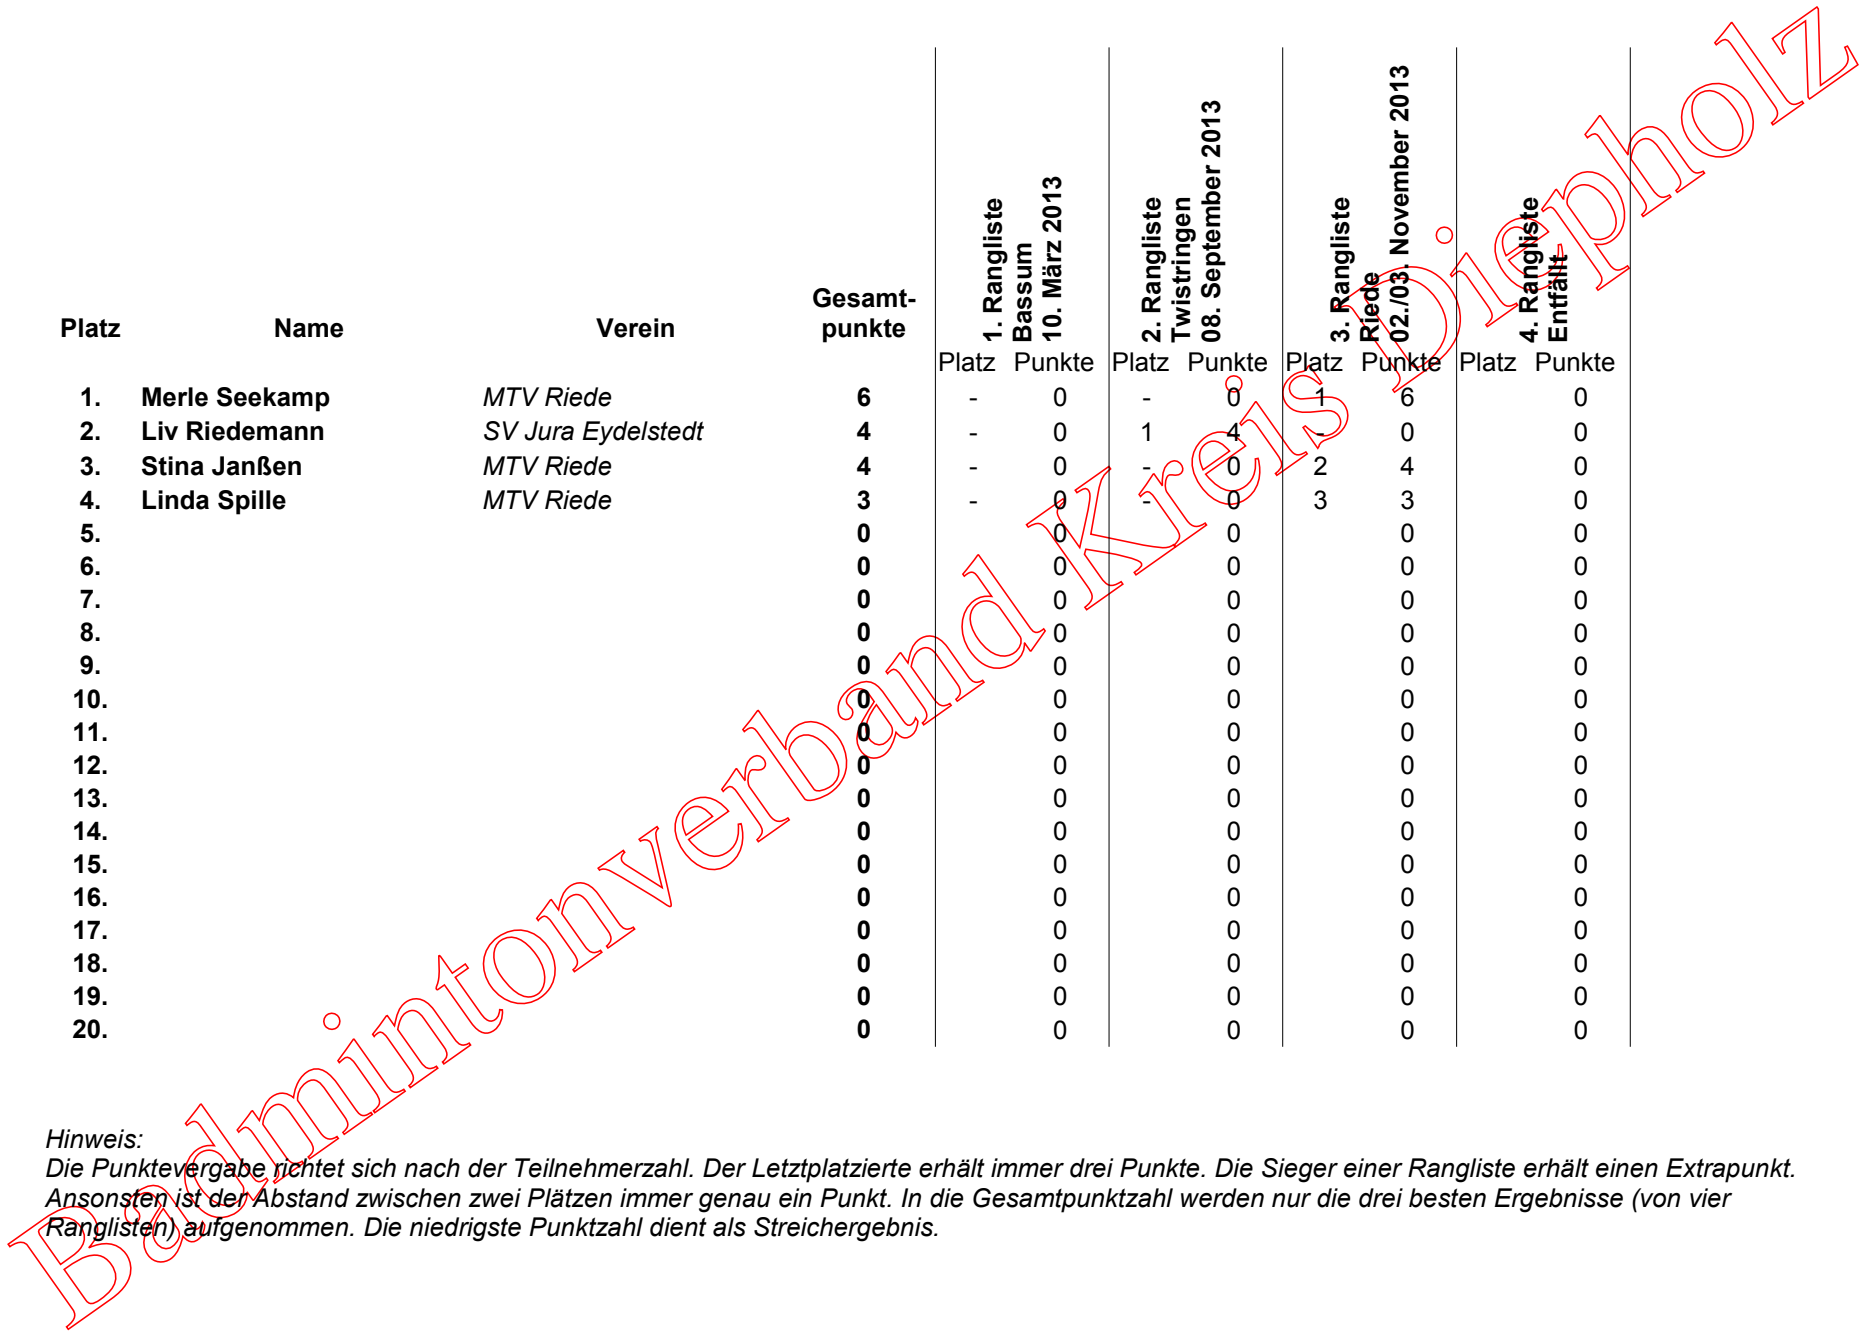 1. Rangliste
Bassum
10. März 2013
2. Rangliste
Twistringen
08. September 2013
3. Rangliste
Riede
02./03. November 2013
4. Rangliste
Entfällt
Platz Name Verein Gesamt-
punkte
Platz Punkte Platz Punkte Platz Punkte Platz Punkte
1. Merle Seekamp MTV Riede 6 - 0 - 0 1 6 0
2. Liv Riedemann SV Jura Eydelstedt 4 - 0 1 4 - 0 0
3. Stina Janßen MTV Riede 4 - 0 - 0 2 4 0
4. Linda Spille MTV Riede 3 - 0 - 0 3 3 0
5. 0 0 0 0 0
6. 0 0 0 0 0
7. 0 0 0 0 0
8. 0 0 0 0 0
9. 0 0 0 0 0
10. 0 0 0 0 0
11. 0 0 0 0 0
12. 0 0 0 0 0
13. 0 0 0 0 0
14. 0 0 0 0 0
15. 0 0 0 0 0
16. 0 0 0 0 0
17. 0 0 0 0 0
18. 0 0 0 0 0
19. 0 0 0 0 0
20. 0 0 0 0 0
Hinweis:
Die Punktevergabe richtet sich nach der Teilnehmerzahl. Der Letztplatzierte erhält immer drei Punkte. Die Sieger einer Rangliste erhält einen Extrapunkt.
Ansonsten ist der Abstand zwischen zwei Plätzen immer genau ein Punkt. In die Gesamtpunktzahl werden nur die drei besten Ergebnisse (von vier
Ranglisten) aufgenommen. Die niedrigste Punktzahl dient als Streichergebnis.
Badmintonverband Kreis Diepholz